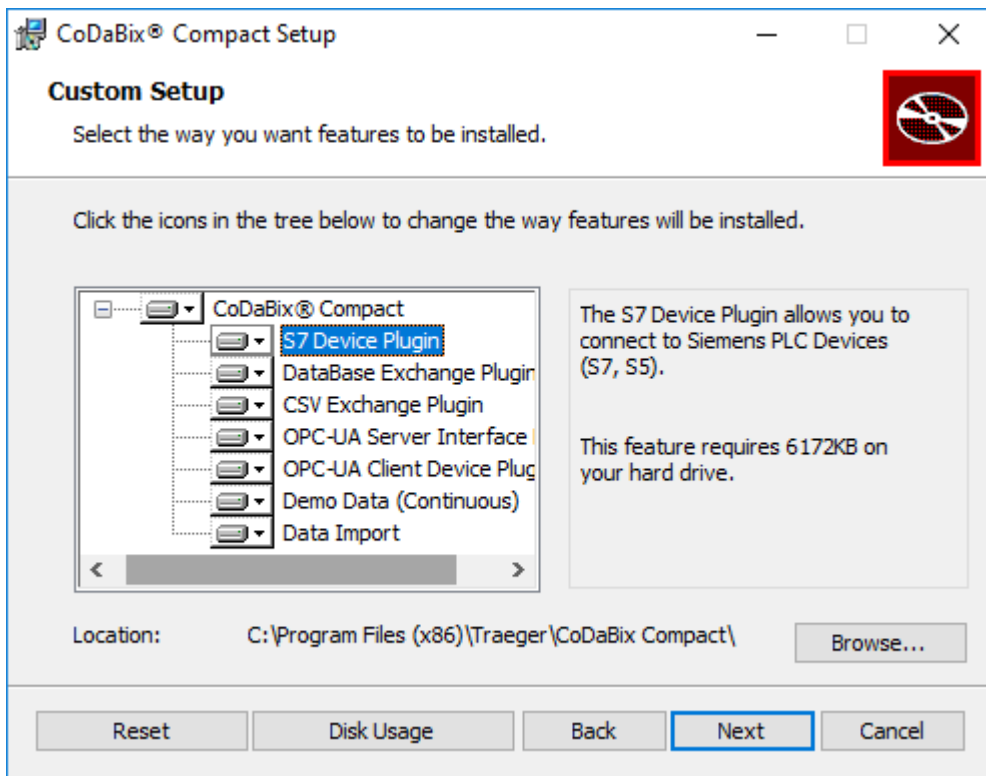 CoDaBix® Compact Setup
Custom Setup
Select the way you want features to be installed.
Click the icons in the tree below to change the way features will be installed.
CoDaBix® Compact
S7 Device Plugin
DataBase Exchange Plugin
CSV Exchange Plugin
OPC-UA Server Interface
OPC-UA Client Device Plug
Demo Data (Continuous)
Data Import
The S7 Device Plugin allows you to
connect to Siemens PLC Devices
(S7, S5).
This feature requires 6172KB on
your hard drive.
Location: C:\Program Files (x86)\Traeger\CoDaBix Compact\
Browse...
Reset Disk Usage Back Next Cancel